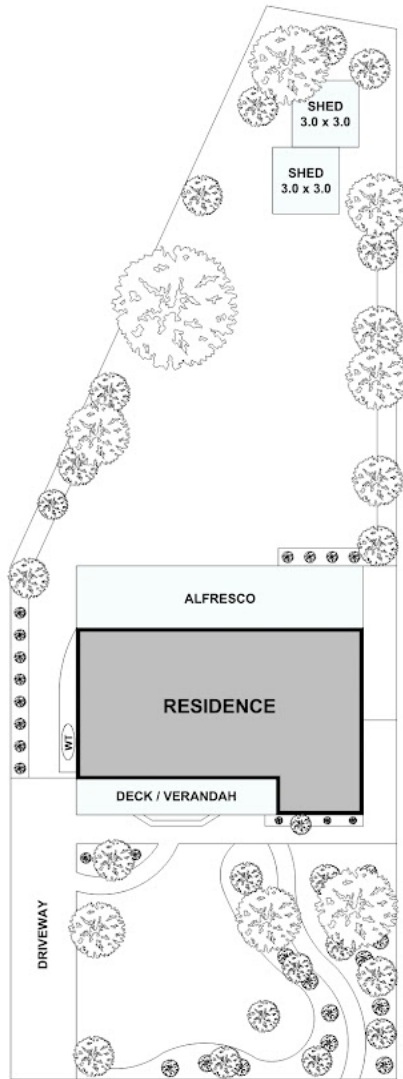 SHED
3.0 x 3.0
SHED
3.0 x 3.0
ALFRESCO
RESIDENCE
WT
DECK / VERANDAH
DRIVEWAY